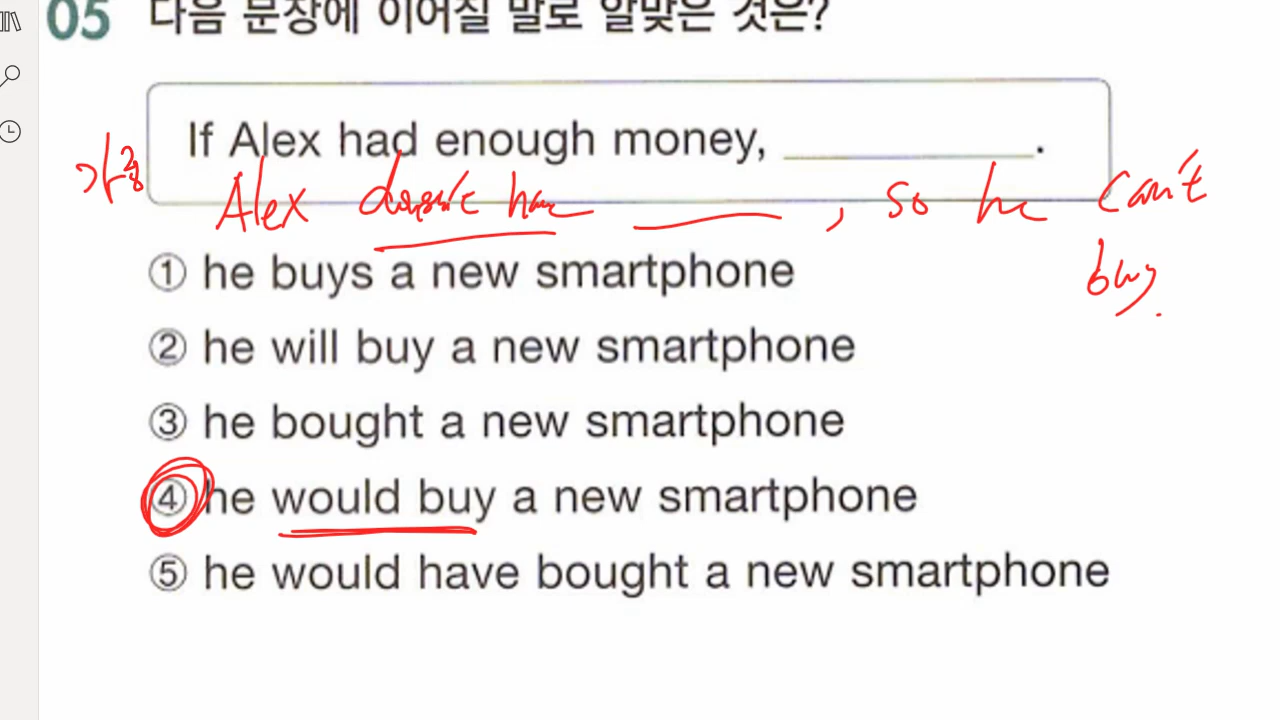 05 다음 문장에 이어질 말로 알맞은 것은?
If Alex had enough money, ____________.
Alex doesn't have ______, so he can't
buy.
① he buys a new smartphone
② he will buy a new smartphone
③ he bought a new smartphone
④ he would buy a new smartphone
⑤ he would have bought a new smartphone